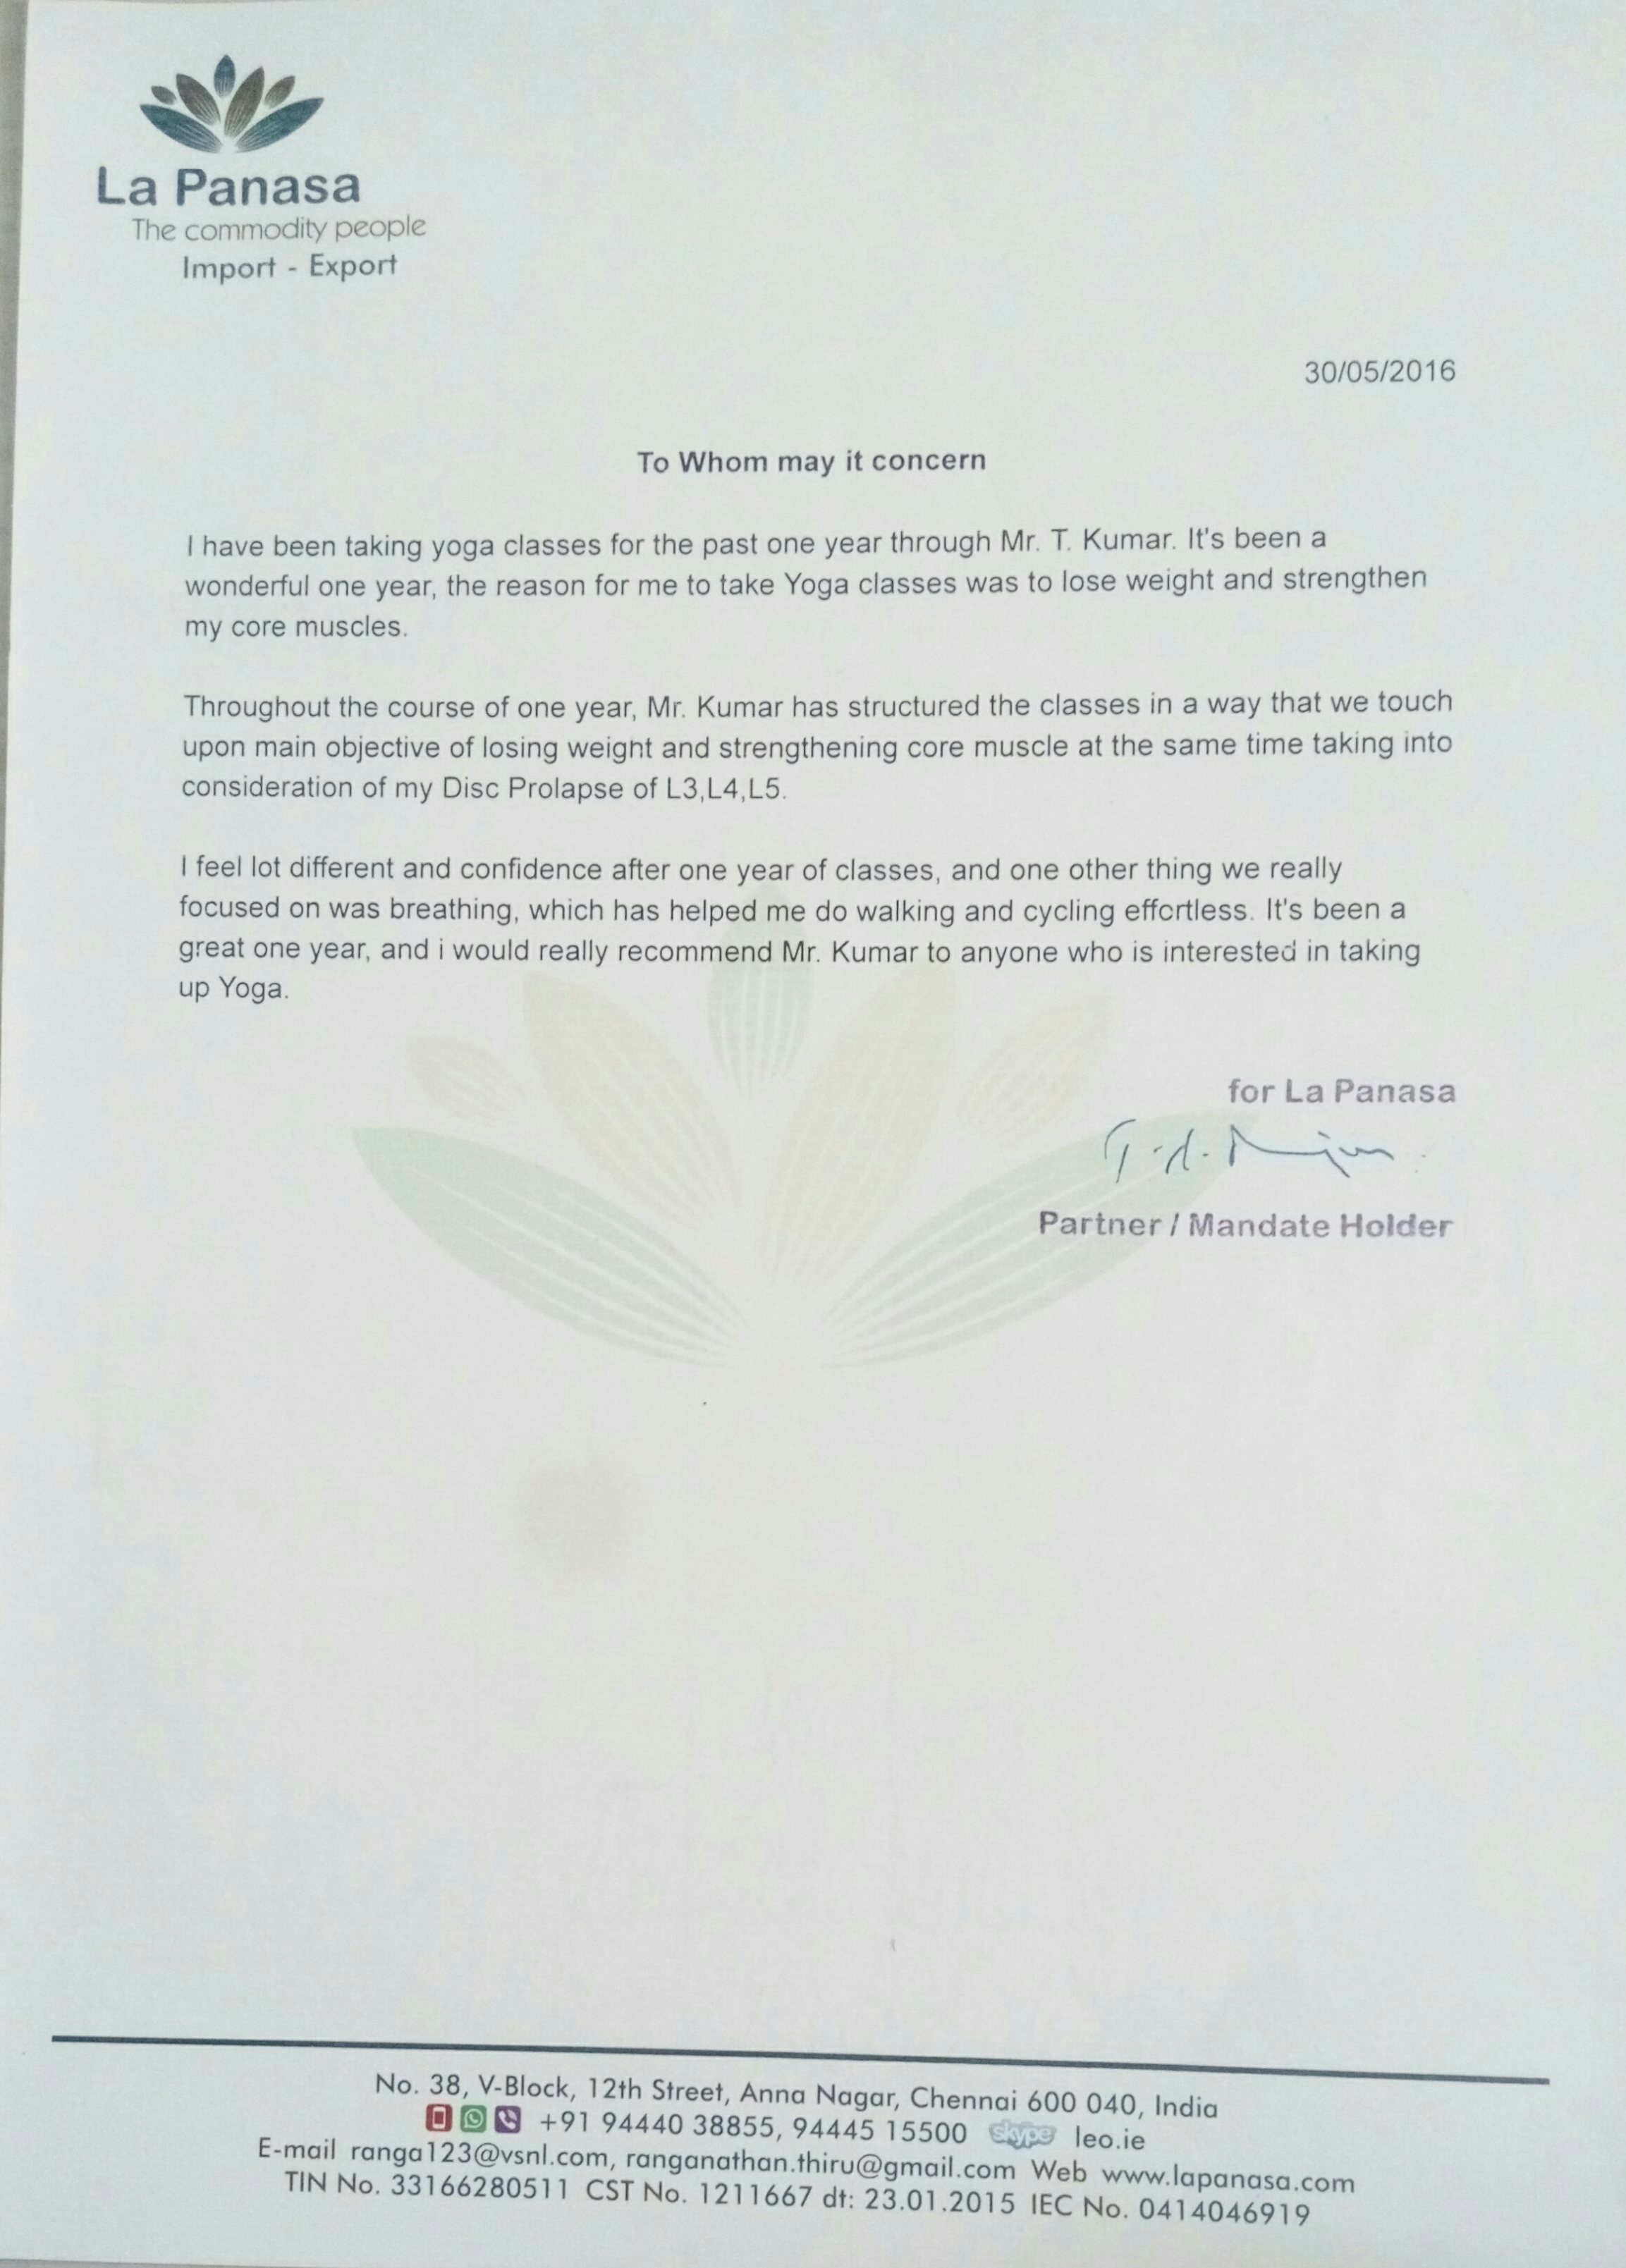 La Panasa
The commodity people
Import - Export
30/05/2016
To Whom may it concern
I have been taking yoga classes for the past one year through Mr. T. Kumar. It's been a
wonderful one year, the reason for me to take Yoga classes was to lose weight and strengthen
my core muscles.
Throughout the course of one year, Mr. Kumar has structured the classes in a way that we touch
upon main objective of losing weight and strengthening core muscle at the same time taking into
consideration of my Disc Prolapse of L3,L4,L5.
I feel lot different and confidence after one year of classes, and one other thing we really
focused on was breathing, which has helped me do walking and cycling effortless. It's been a
great one year, and i would really recommend Mr. Kumar to anyone who is interested in taking
up Yoga.
for La Panasa
Partner / Mandate Holder
No. 38, V-Block, 12th Street, Anna Nagar, Chennai 600 040, India
+91 94440 38855, 94445 15500 skype leo.ie
E-mail ranga123@vsnl.com, ranganathan.thiru@gmail.com Web www.lapanasa.com
TIN No. 33166280511 CST No. 1211667 dt: 23.01.2015 IEC No. 0414046919